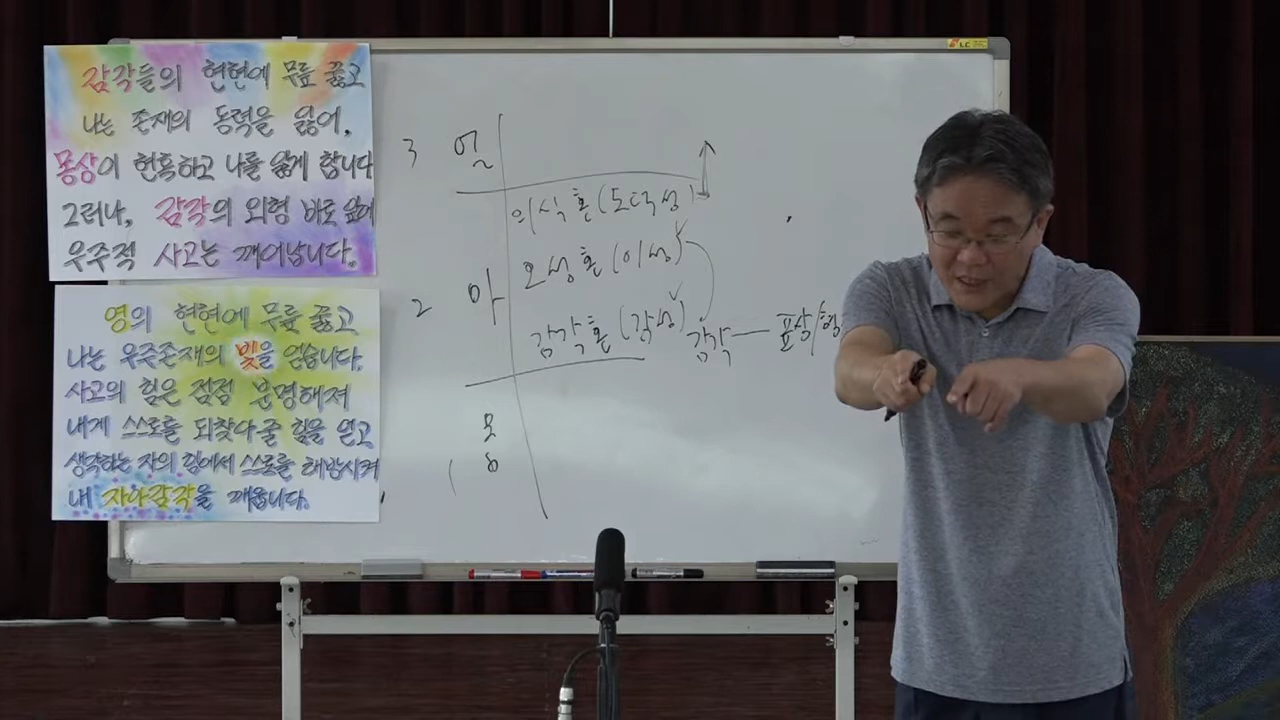 감각들의 현현에 무릎 꿇고
나는 존재의 동력을 잃어,
몽상이 현혹하고 나를 잃게 합니다
그러나, 감각의 외형 바로 앞에
우주적 사고는 깨어납니다.
영의 현현에 무릎 꿇고
나는 우주존재의 빛을 얻습니다.
사고의 힘은 점점 분명해져
내게 스스로를 되찾아줄 힘을 얻고
생각하는 자의 힘에서 스스로를 해방시켜
내 자아감각을 깨웁니다.
3 얼
의식혼 (도덕성)
2 아 오성혼 (이성)
감각혼 (각성) 감각 — 표상/형
1 몸